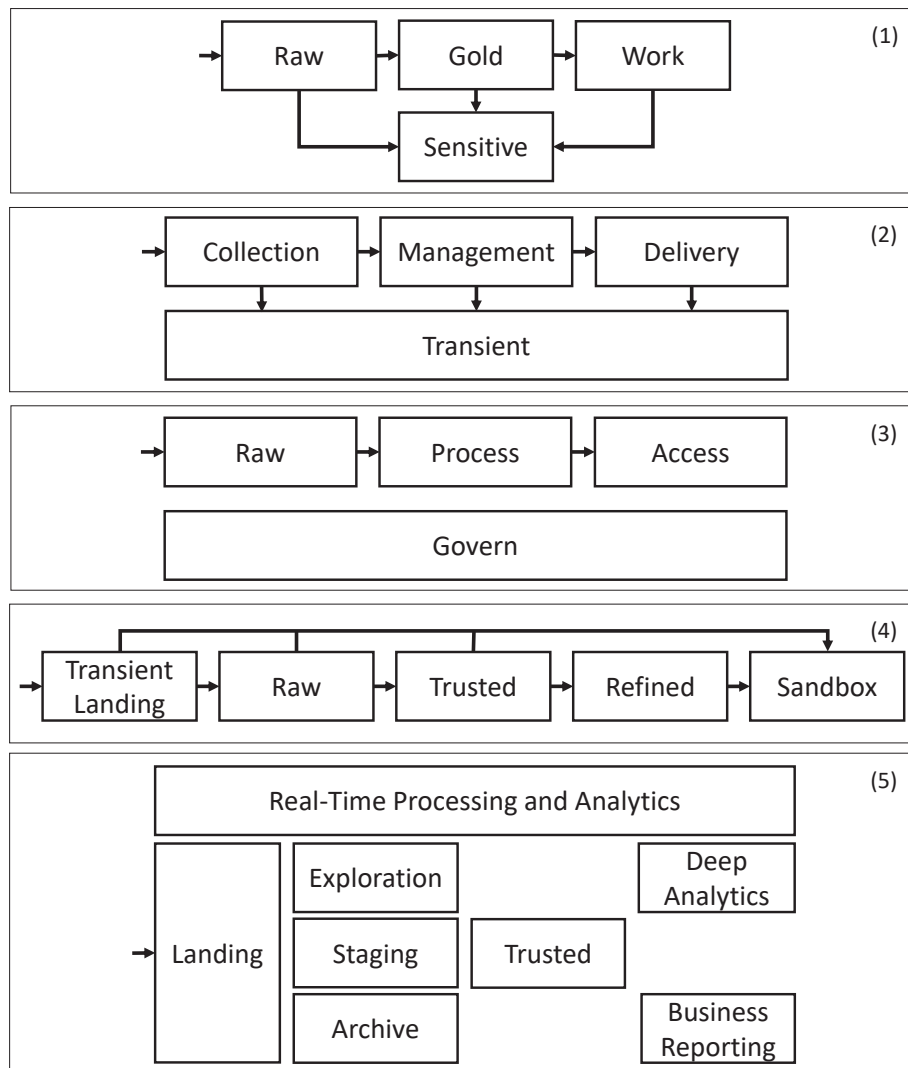 (1)
Raw
Gold
Work
Sensitive
(2)
Collection
Management
Delivery
Transient
(3)
Raw
Process
Access
Govern
(4)
Transient
Landing
Raw
Trusted
Refined
Sandbox
(5)
Real-Time Processing and Analytics
Landing
Exploration
Staging
Archive
Trusted
Deep
Analytics
Business
Reporting